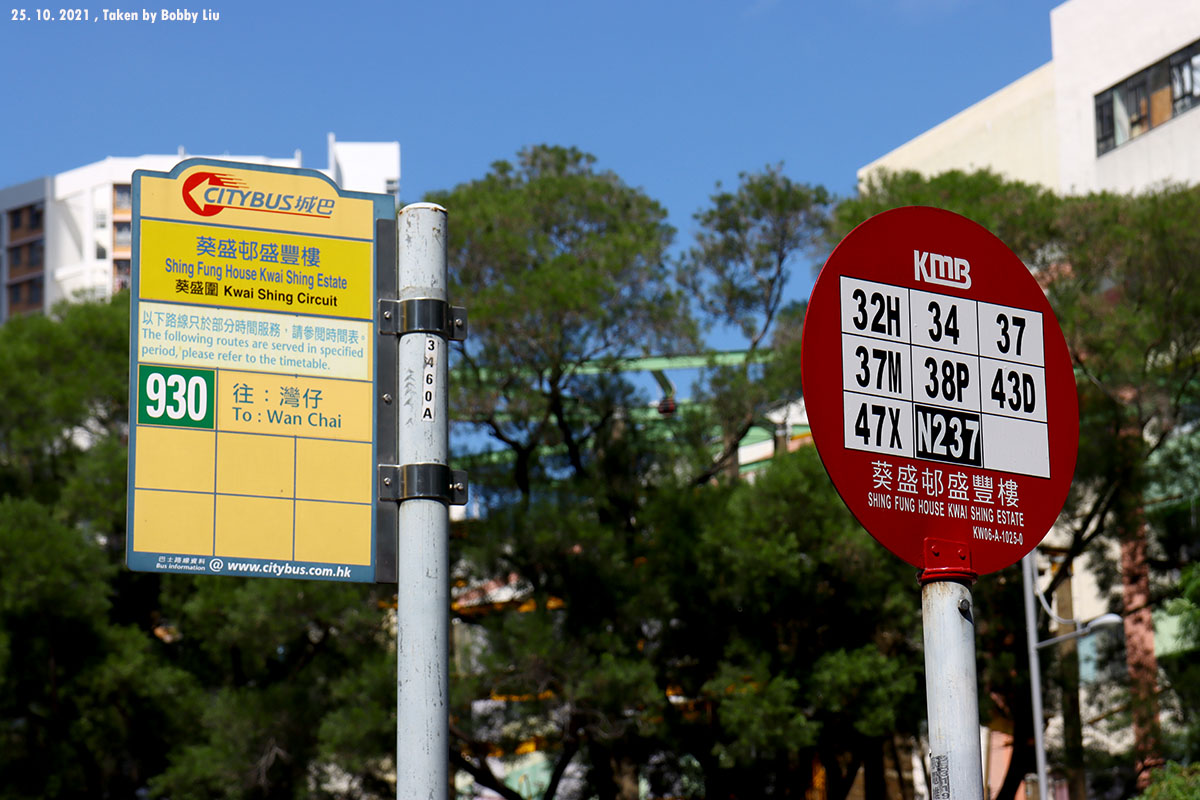 25. 10. 2021 , Taken by Bobby Liu
CITYBUS城巴
葵盛邨盛豐樓
Shing Fung House Kwai Shing Estate
葵盛圍 Kwai Shing Circuit
以下路線只於部分時間服務，請參閱時間表。
The following routes are served in specified
period, please refer to the timetable.
930
往：灣仔
To : Wan Chai
巴士路線資料
Bus Information @ www.citybus.com.hk
3460A
KMB
32H 34 37
37M 38P 43D
47X N237
葵盛邨盛豐樓
SHING FUNG HOUSE KWAI SHING ESTATE
KW06-A-1025-0